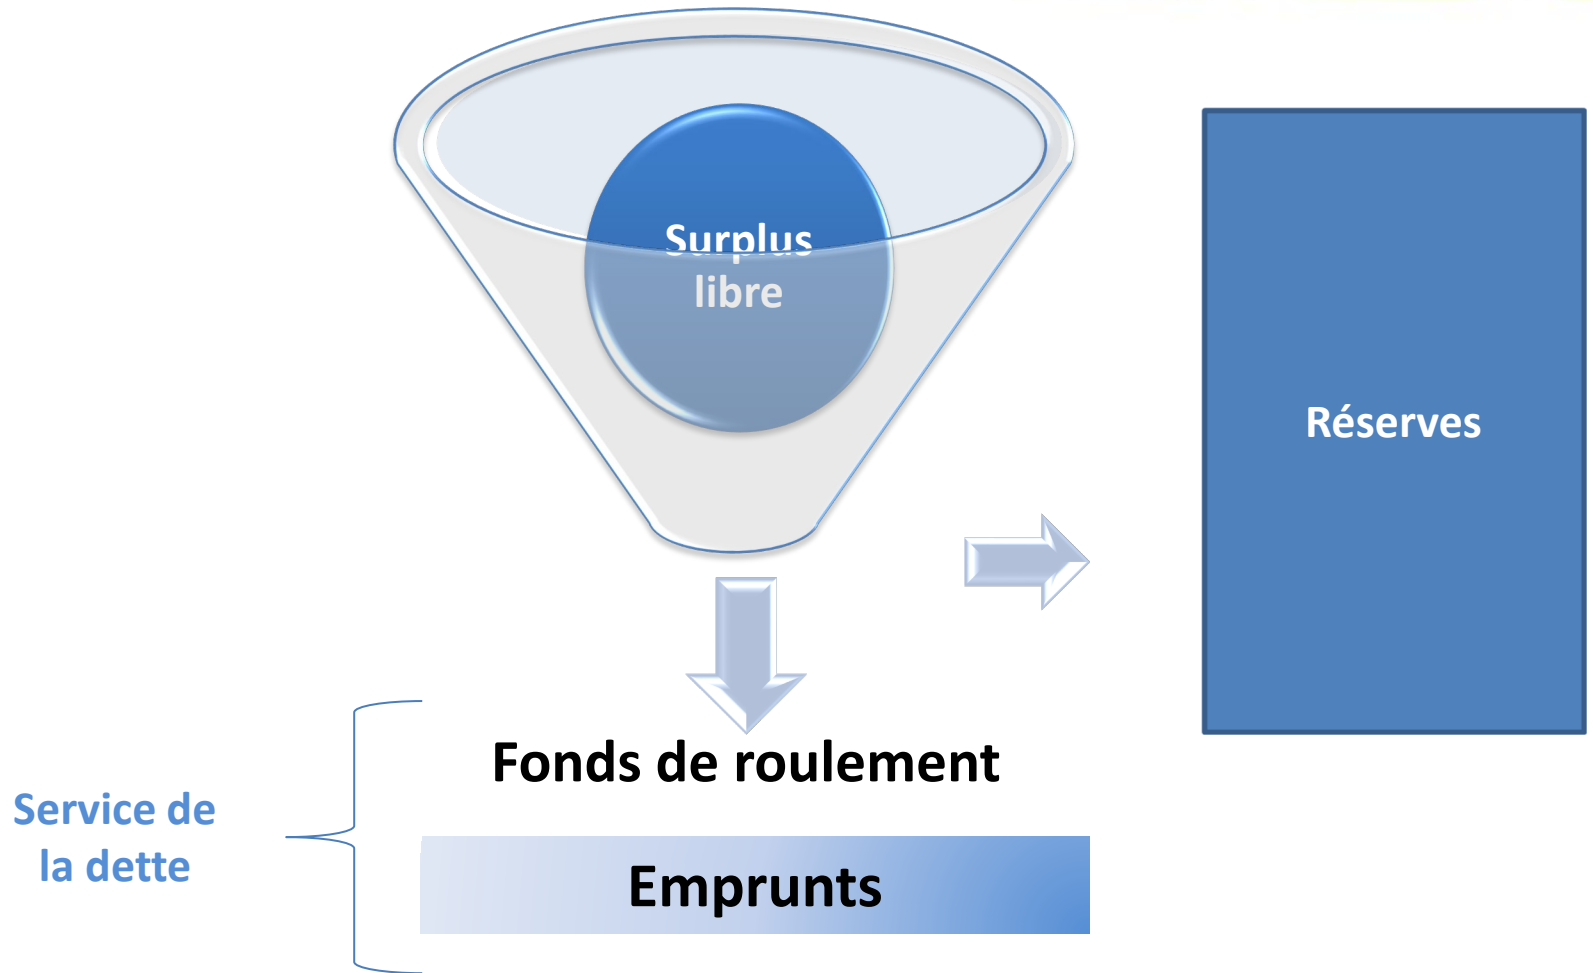 Surplus
libre
Réserves
Fonds de roulement
Service de
la dette
Emprunts